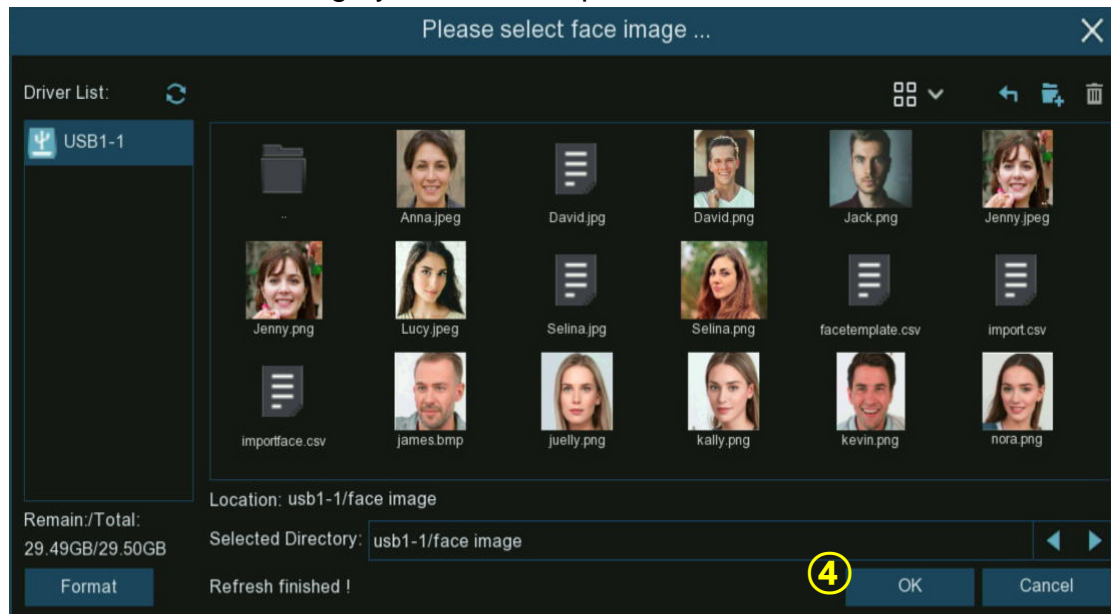 Please select face image ...
Driver List:
USB1-1
..
Anna.jpeg
David.jpg
David.png
Jack.png
Jenny.jpeg
Jenny.png
Lucy.jpeg
Selina.jpg
Selina.png
facetemplate.csv
import.csv
importface.csv
james.bmp
juelly.png
kally.png
kevin.png
nora.png
Location: usb1-1/face image
Remain:/Total:
29.49GB/29.50GB
Selected Directory: usb1-1/face image
Format
Refresh finished !
④
OK
Cancel